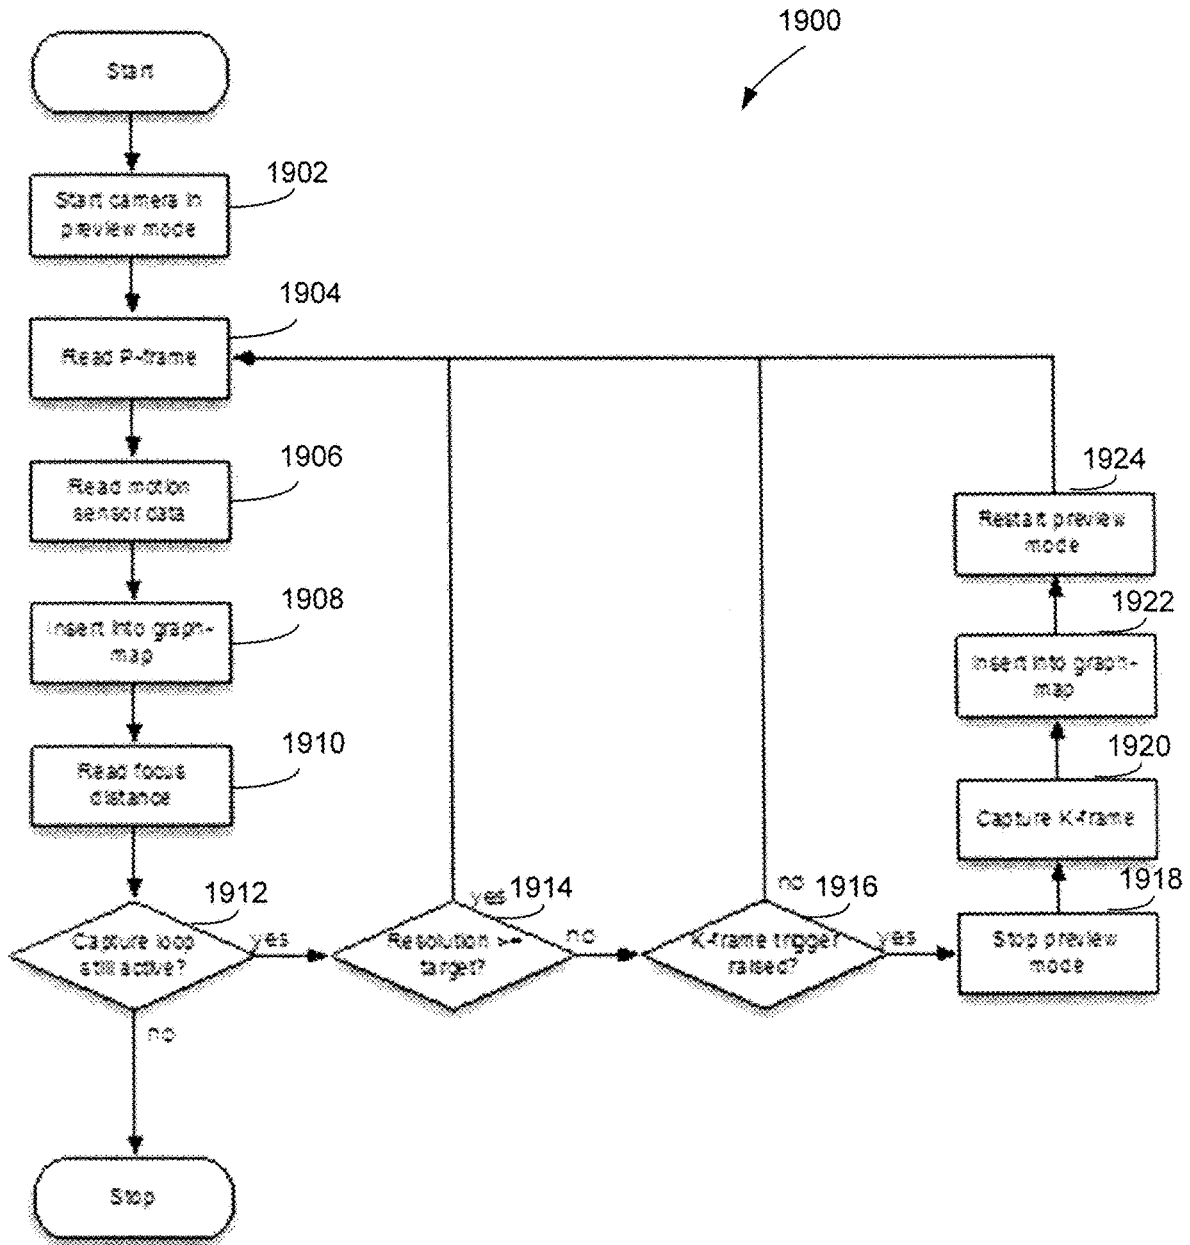 1900
Start
1902
Start camera in
preview mode
1904
Read P-frame
1906
Read motion
sensor data
1908
Insert into graph-
map
1910
Read focus
distance
1912
Capture loop
still active?
yes
no
Stop
1914
yes
Resolution >=
target?
no
1916
no
K-frame trigger
raised?
yes
1918
Stop preview
mode
1920
Capture K-frame
1922
Insert into graph-
map
1924
Restart preview
mode